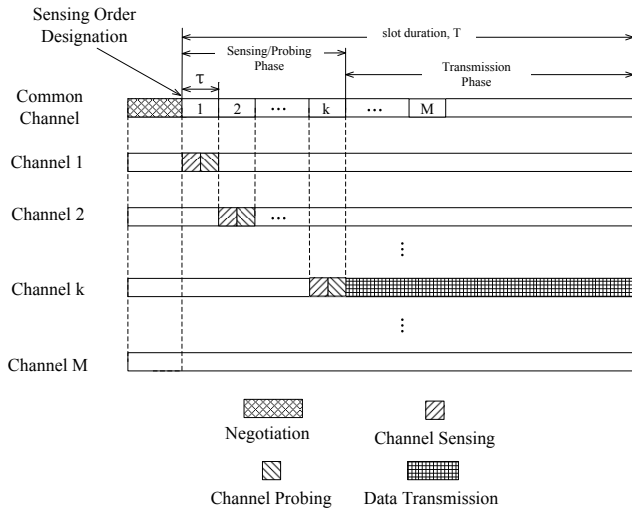 Sensing Order
Designation
slot duration, T
Sensing/Probing
Phase
Transmission
Phase
τ
Common
Channel
1 2 ··· k ··· M
Channel 1
Channel 2
···
⋮
Channel k
⋮
Channel M
Negotiation
Channel Sensing
Channel Probing
Data Transmission